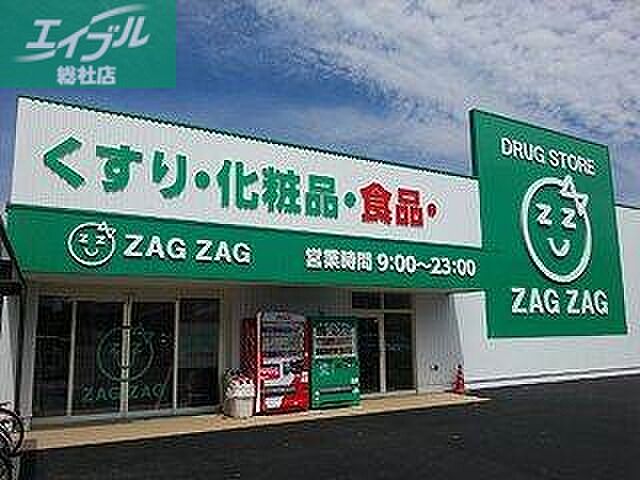 エイブル
総社店
くすり・化粧品・食品・
DRUG STORE
ZAG ZAG
営業時間 9:00～23:00
ZAG ZAG
ZAG ZAG